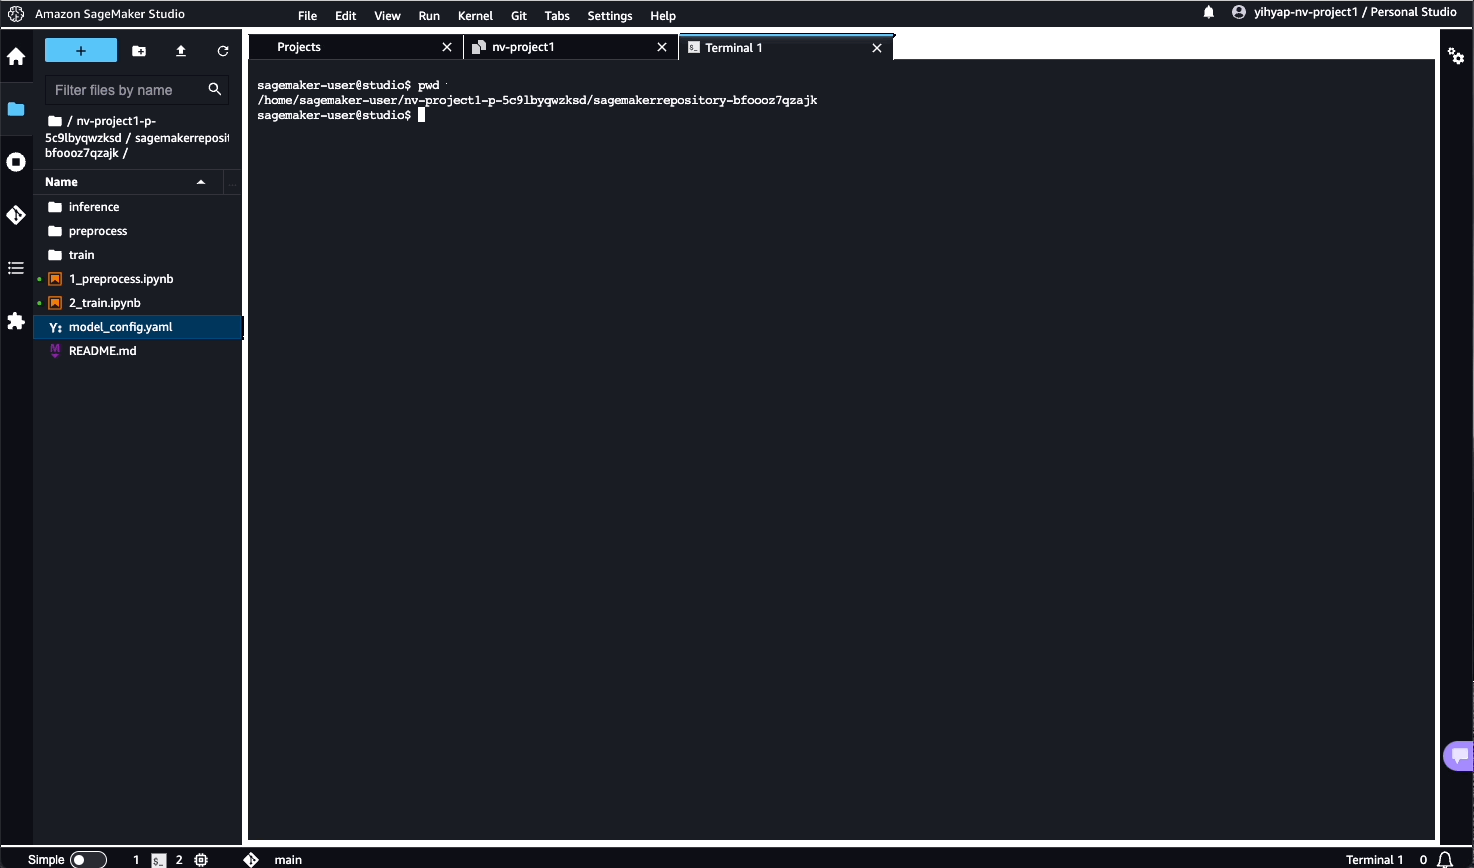 Amazon SageMaker Studio
File Edit View Run Kernel Git Tabs Settings Help
yihyap-nv-project1 / Personal Studio
+
Filter files by name
/ nv-project1-p-
5c9lbyqwzksd / sagemakerreposit
bfoooz7qzajk /
Name
...
inference
preprocess
train
1_preprocess.ipynb
2_train.ipynb
Y: model_config.yaml
M README.md
Projects
nv-project1
$_ Terminal 1
sagemaker-user@studio$ pwd
/home/sagemaker-user/nv-project1-p-5c9lbyqwzksd/sagemakerrepository-bfoooz7qzajk
sagemaker-user@studio$
Simple 1 $_ 2 main
Terminal 1 0